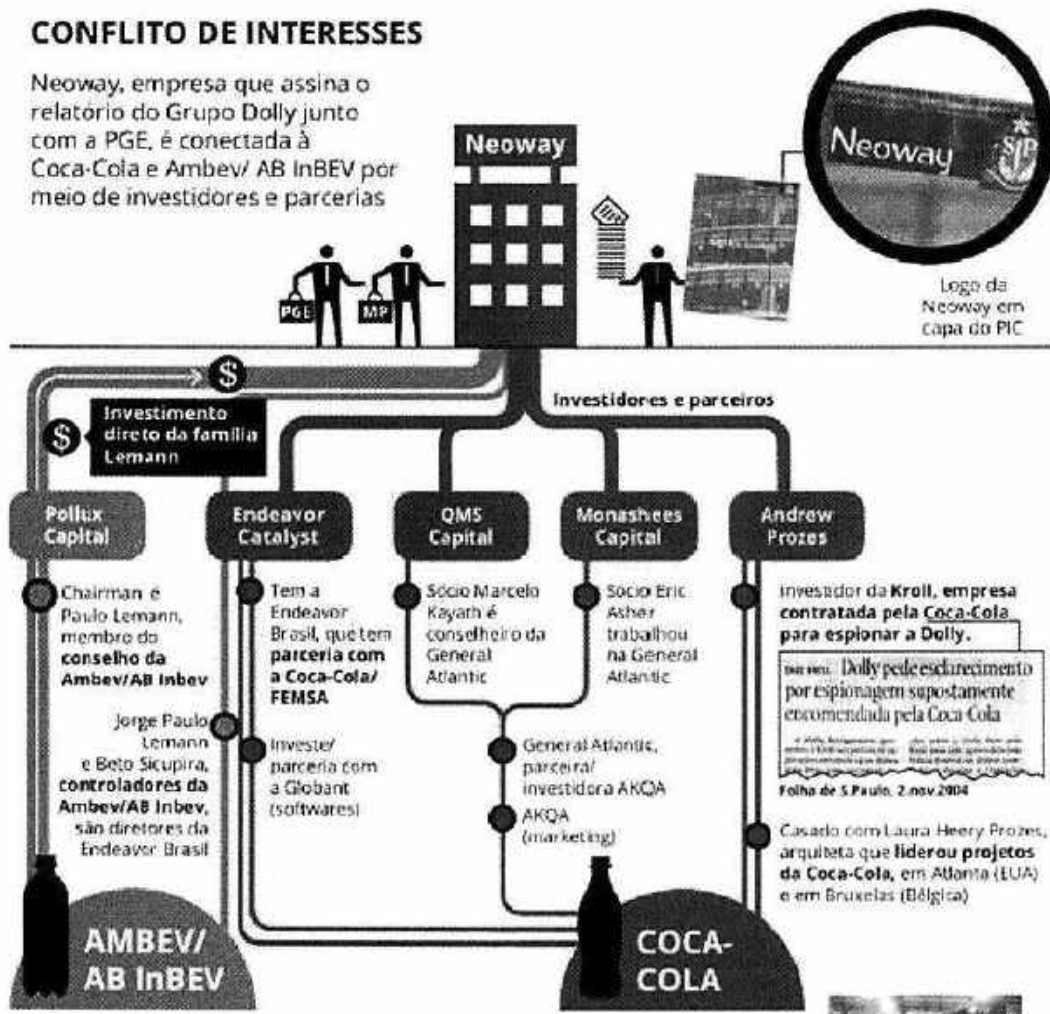 CONFLITO DE INTERESSES
Neoway, empresa que assina o
relatório do Grupo Dolly junto
com a PGE, é conectada à
Coca-Cola e Ambev/ AB InBEV por
meio de investidores e parcerias
Neoway
Neoway
SP
Logo da
Neoway em
capa do PIC
PGE
MP
$
$
Investimento
direto da família
Lemann
Investidores e parceiros
Pollux
Capital
Endeavor
Catalyst
QMS
Capital
Monashees
Capital
Andrew
Prozes
Chairman é
Paulo Lemann,
membro do
conselho da
Ambev/AB Inbev
Jorge Paulo
Lemann
e Beto Sicupira,
controladores da
Ambev/AB Inbev,
são diretores da
Endeavor Brasil
Tem a
Endeavor
Brasil, que tem
parceria com
a Coca-Cola/
FEMSA
Investe/
parceria com
a Globant
(softwares)
Sócio Marcelo
Kayath é
conselheiro da
General
Atlantic
Sócio Eric
Asher
trabalhou
na General
Atlantic
General Atlantic,
parceira/
investidora AKQA
AKQA
(marketing)
Investidor da Kroll, empresa
contratada pela Coca-Cola
para espionar a Dolly.
Dolly pede esclarecimento
por espionagem supostamente
encomendada pela Coca Cola
Folha de S.Paulo, 2.nov.2004
Casado com Laura Heery Prozes,
arquiteta que liderou projetos
da Coca-Cola, em Atlanta (EUA)
e em Bruxelas (Bélgica)
AMBEV/
AB InBEV
COCA-
COLA